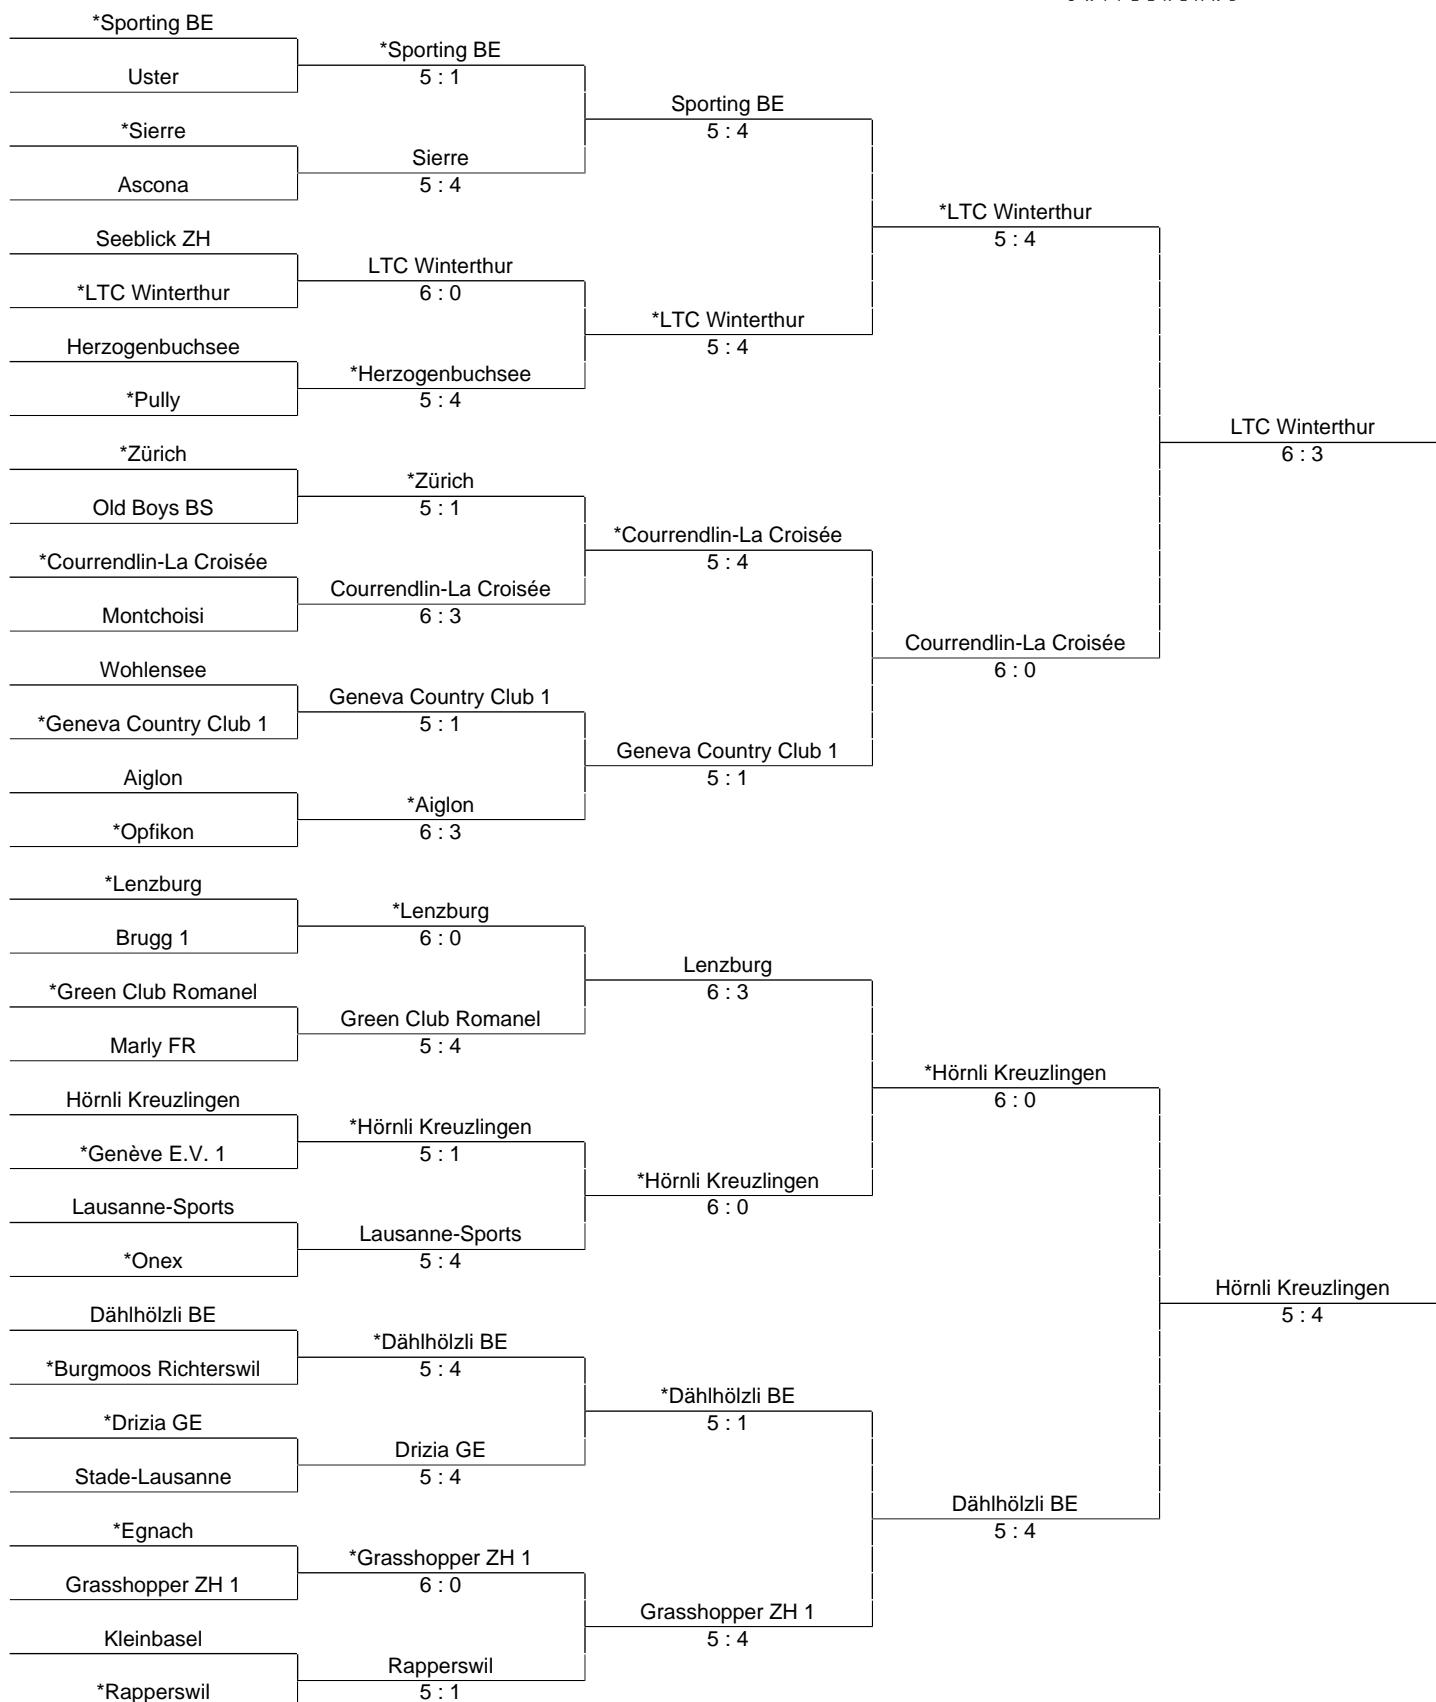 *Sporting BE
Uster
*Sierre
Ascona
Seeblick ZH
*LTC Winterthur
Herzogenbuchsee
*Pully
*Zürich
Old Boys BS
*Courrendlin-La Croisée
Montchoisi
Wohlensee
*Geneva Country Club 1
Aiglon
*Opfikon
*Lenzburg
Brugg 1
*Green Club Romanel
Marly FR
Hörnli Kreuzlingen
*Genève E.V. 1
Lausanne-Sports
*Onex
Dählhölzli BE
*Burgmoos Richterswil
*Drizia GE
Stade-Lausanne
*Egnach
Grasshopper ZH 1
Kleinbasel
*Rapperswil
*Sporting BE
5 : 1
Sierre
5 : 4
LTC Winterthur
6 : 0
*Herzogenbuchsee
5 : 4
*Zürich
5 : 1
Courrendlin-La Croisée
6 : 3
Geneva Country Club 1
5 : 1
*Aiglon
6 : 3
*Lenzburg
6 : 0
Green Club Romanel
5 : 4
*Hörnli Kreuzlingen
5 : 1
Lausanne-Sports
5 : 4
*Dählhölzli BE
5 : 4
Drizia GE
5 : 4
*Grasshopper ZH 1
6 : 0
Rapperswil
5 : 1
Sporting BE
5 : 4
*LTC Winterthur
5 : 4
*Courrendlin-La Croisée
5 : 4
Geneva Country Club 1
5 : 1
Lenzburg
6 : 3
*Hörnli Kreuzlingen
6 : 0
*Dählhölzli BE
5 : 1
Grasshopper ZH 1
5 : 4
*LTC Winterthur
5 : 4
Courrendlin-La Croisée
6 : 0
*Hörnli Kreuzlingen
6 : 0
Dählhölzli BE
5 : 4
LTC Winterthur
6 : 3
Hörnli Kreuzlingen
5 : 4